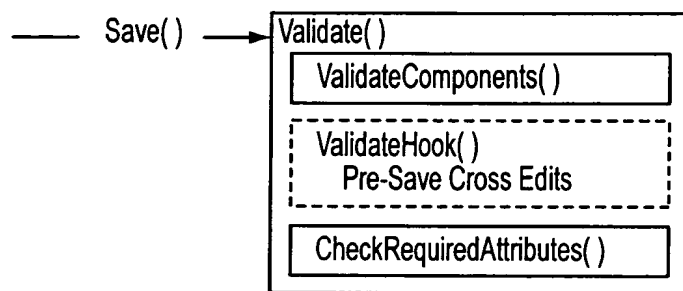 Save( )
Validate( )
ValidateComponents( )
ValidateHook( )
Pre-Save Cross Edits
CheckRequiredAttributes( )